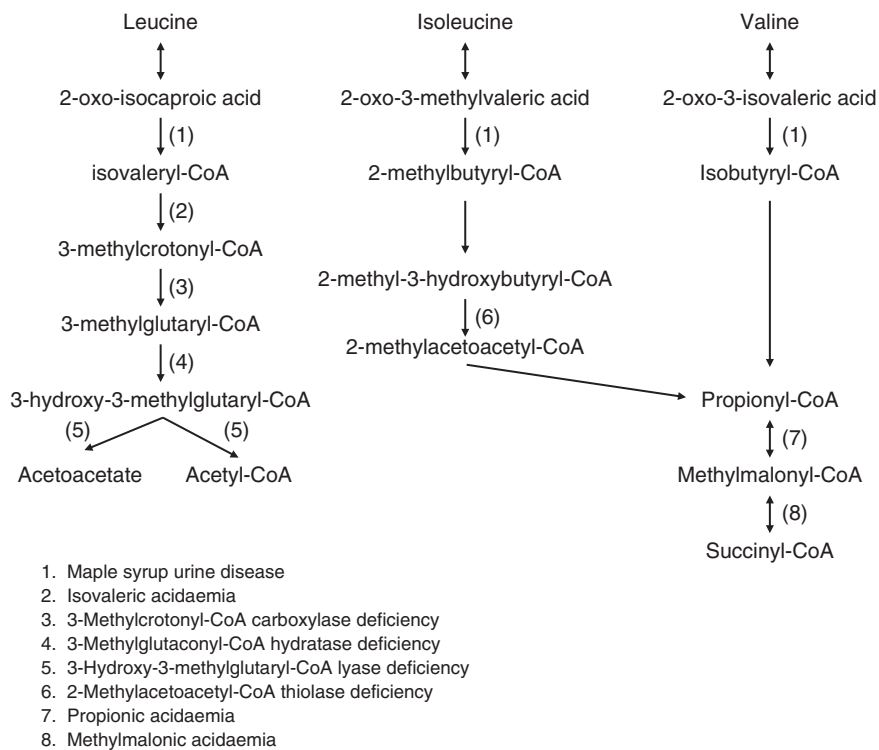 Leucine Isoleucine Valine
2-oxo-isocaproic acid 2-oxo-3-methylvaleric acid 2-oxo-3-isovaleric acid
(1) (1) (1)
isovaleryl-CoA 2-methylbutyryl-CoA Isobutyryl-CoA
(2)
3-methylcrotonyl-CoA
2-methyl-3-hydroxybutyryl-CoA
(3)
(6)
3-methylglutaryl-CoA
2-methylacetoacetyl-CoA
(4)
3-hydroxy-3-methylglutaryl-CoA Propionyl-CoA
(5) (5) (7)
Acetoacetate Acetyl-CoA Methylmalonyl-CoA
(8)
Succinyl-CoA
1. Maple syrup urine disease
2. Isovaleric acidaemia
3. 3-Methylcrotonyl-CoA carboxylase deficiency
4. 3-Methylglutaconyl-CoA hydratase deficiency
5. 3-Hydroxy-3-methylglutaryl-CoA lyase deficiency
6. 2-Methylacetoacetyl-CoA thiolase deficiency
7. Propionic acidaemia
8. Methylmalonic acidaemia